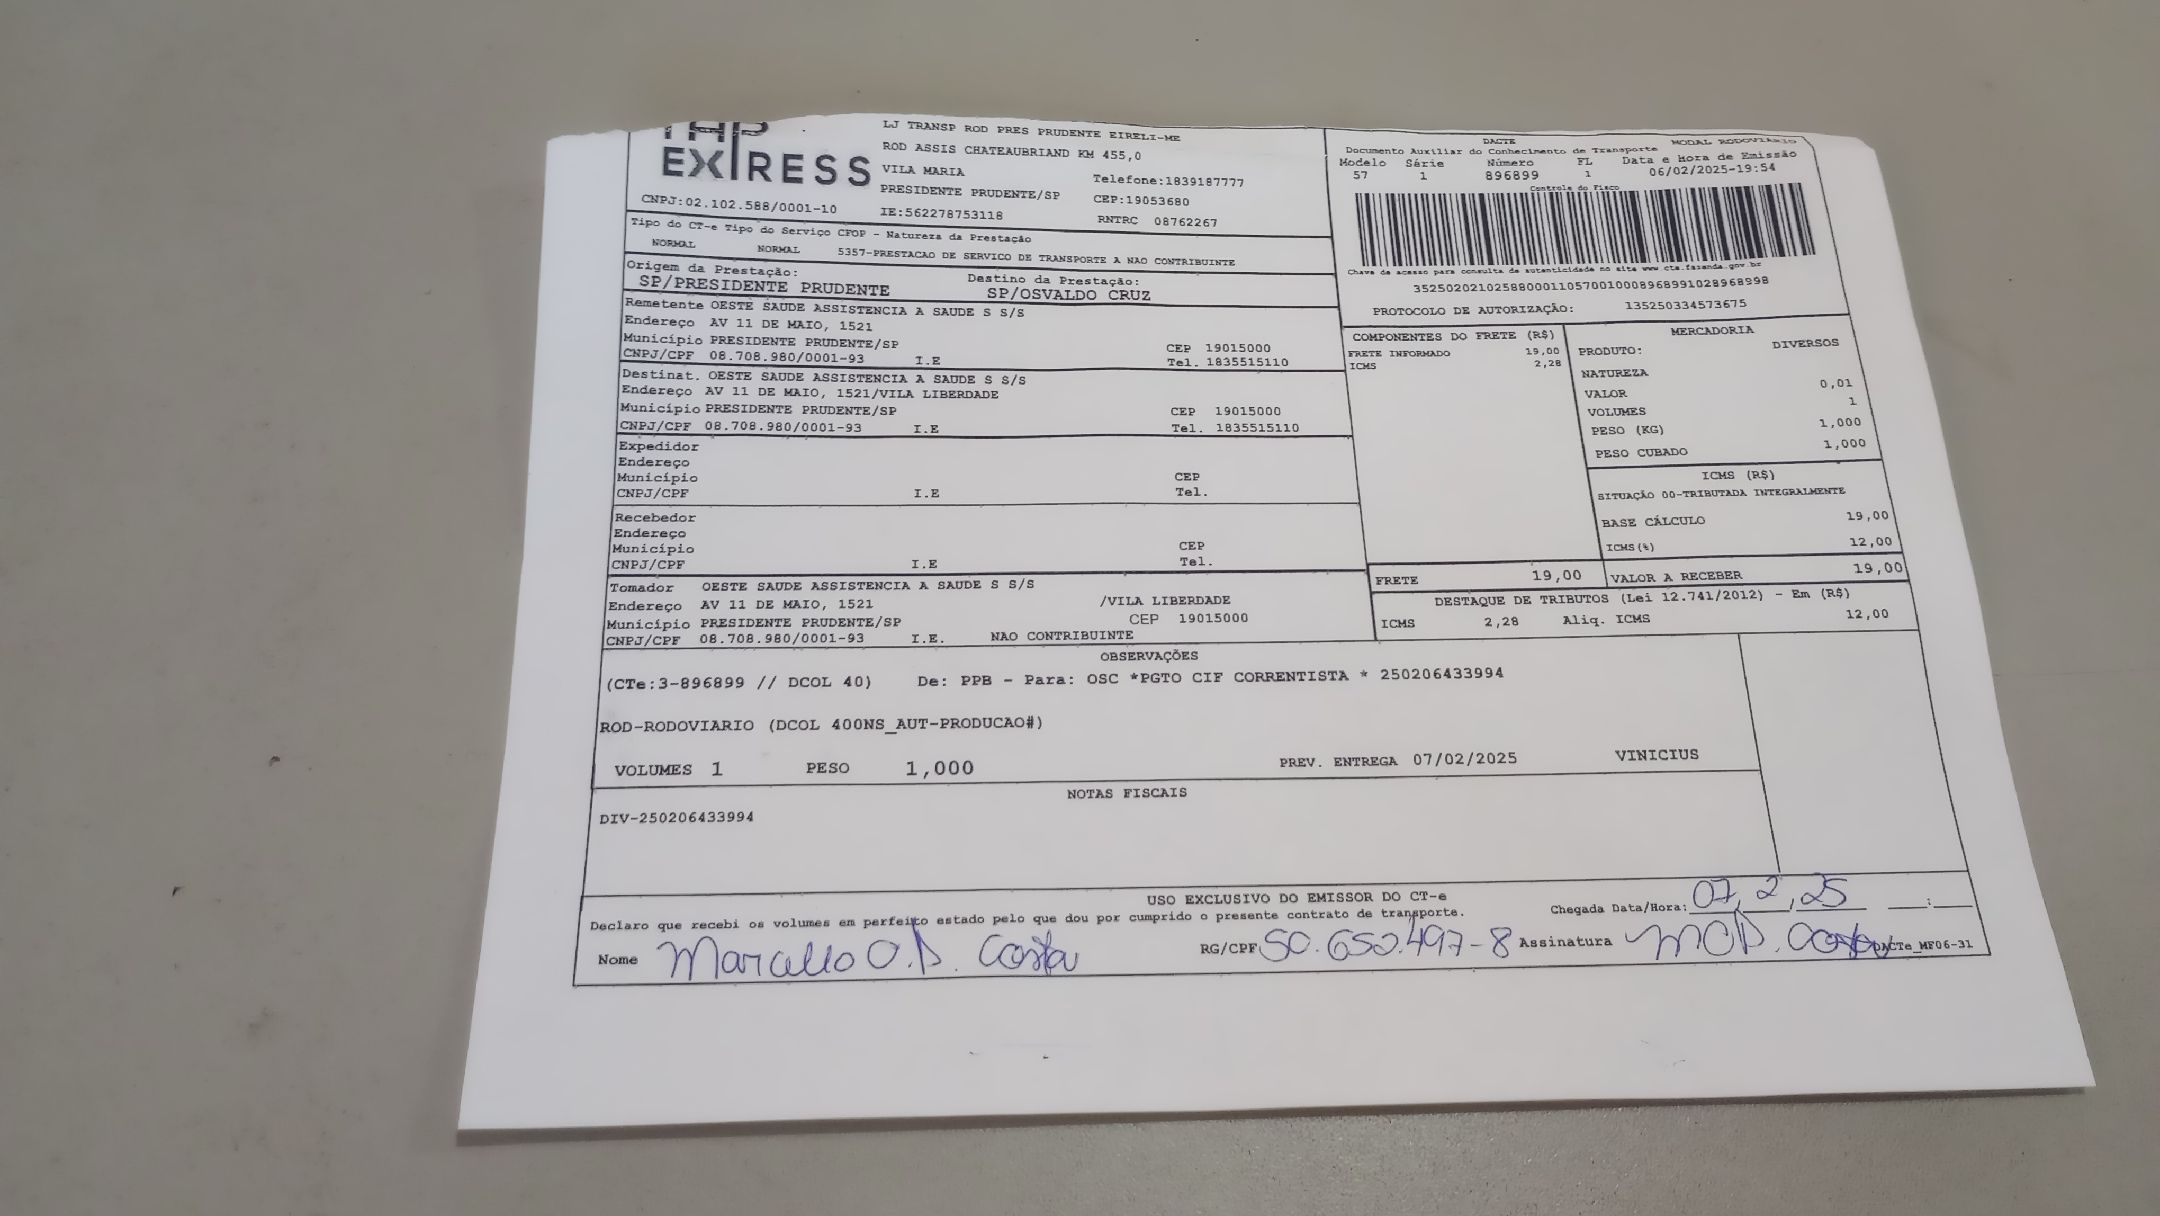 EXPRESS
CNPJ:02.102.588/0001-10
LJ TRANSP ROD PRES PRUDENTE EIRELI-ME
ROD ASSIS CHATEAUBRIAND KM 455,0
VILA MARIA Telefone:1839187777
PRESIDENTE PRUDENTE/SP CEP:19053680
IE:562278753118 RNTRC 08762267
DACTE MODAL RODOVIÁRIO
Documento Auxiliar do Conhecimento de Transporte
Modelo Série Número FL Data e Hora de Emissão
57 1 896899 1 06/02/2025-19:54
Controle do Fisco
Chave de acesso para consulta de autenticidade no site www cte.fazenda.gov.br
35250202102588000110570010008968991028968998
PROTOCOLO DE AUTORIZAÇÃO: 135250334573675
Tipo do CT-e Tipo do Serviço CFOP - Natureza da Prestação
NORMAL NORMAL 5357-PRESTACAO DE SERVICO DE TRANSPORTE A NAO CONTRIBUINTE
Origem da Prestação: Destino da Prestação:
SP/PRESIDENTE PRUDENTE SP/OSVALDO CRUZ
Remetente OESTE SAUDE ASSISTENCIA A SAUDE S S/S
Endereço AV 11 DE MAIO, 1521
Município PRESIDENTE PRUDENTE/SP CEP 19015000
CNPJ/CPF 08.708.980/0001-93 I.E Tel. 1835515110
Destinat. OESTE SAUDE ASSISTENCIA A SAUDE S S/S
Endereço AV 11 DE MAIO, 1521/VILA LIBERDADE
Município PRESIDENTE PRUDENTE/SP CEP 19015000
CNPJ/CPF 08.708.980/0001-93 I.E Tel. 1835515110
Expedidor
Endereço
Município CEP
CNPJ/CPF I.E Tel.
Recebedor
Endereço
Município CEP
CNPJ/CPF I.E Tel.
Tomador OESTE SAUDE ASSISTENCIA A SAUDE S S/S
Endereço AV 11 DE MAIO, 1521 /VILA LIBERDADE
Município PRESIDENTE PRUDENTE/SP CEP 19015000
CNPJ/CPF 08.708.980/0001-93 I.E. NAO CONTRIBUINTE
COMPONENTES DO FRETE (R$)
FRETE INFORMADO 19,00
ICMS 2,28
MERCADORIA
PRODUTO: DIVERSOS
NATUREZA
VALOR 0,01
VOLUMES 1
PESO (KG) 1,000
PESO CUBADO 1,000
ICMS (R$)
SITUAÇÃO 00-TRIBUTADA INTEGRALMENTE
BASE CÁLCULO 19,00
ICMS(%) 12,00
FRETE 19,00 VALOR A RECEBER 19,00
DESTAQUE DE TRIBUTOS (Lei 12.741/2012) - Em (R$)
ICMS 2,28 Aliq. ICMS 12,00
OBSERVAÇÕES
(CTe:3-896899 // DCOL 40) De: PPB - Para: OSC *PGTO CIF CORRENTISTA * 250206433994
ROD-RODOVIARIO (DCOL 400NS_AUT-PRODUCAO#)
VOLUMES 1 PESO 1,000 PREV. ENTREGA 07/02/2025 VINICIUS
NOTAS FISCAIS
DIV-250206433994
USO EXCLUSIVO DO EMISSOR DO CT-e
Declaro que recebi os volumes em perfeito estado pelo que dou por cumprido o presente contrato de transporte. Chegada Data/Hora: 07, 2, 25 :
Nome Marcello O.D. Costa RG/CPF 50.650.497-8 Assinatura MOD. Costa DACTe_MF06-31